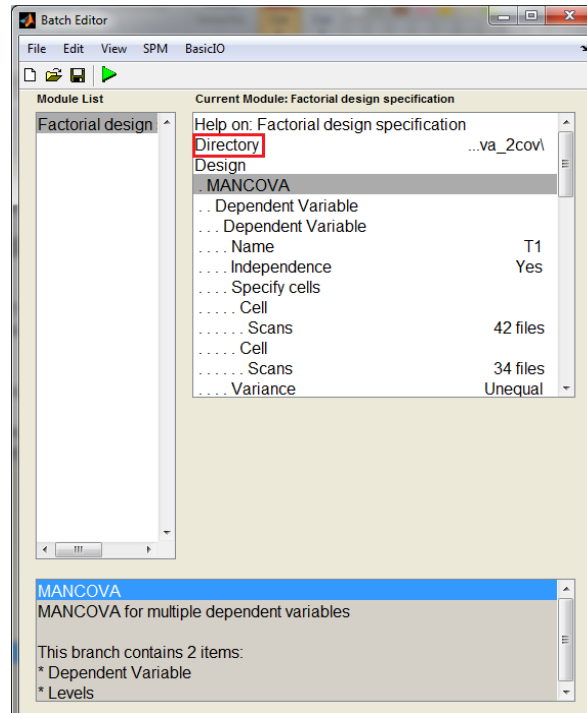 Batch Editor
File Edit View SPM BasicIO
Module List
Current Module: Factorial design specification
Factorial design
Help on: Factorial design specification
Directory ...va_2cov\
Design
. MANCOVA
. . Dependent Variable
. . . Dependent Variable
. . . . Name T1
. . . . Independence Yes
. . . . Specify cells
. . . . . Cell
. . . . . . Scans 42 files
. . . . . Cell
. . . . . . Scans 34 files
. . . . Variance Unequal
MANCOVA
MANCOVA for multiple dependent variables
This branch contains 2 items:
* Dependent Variable
* Levels